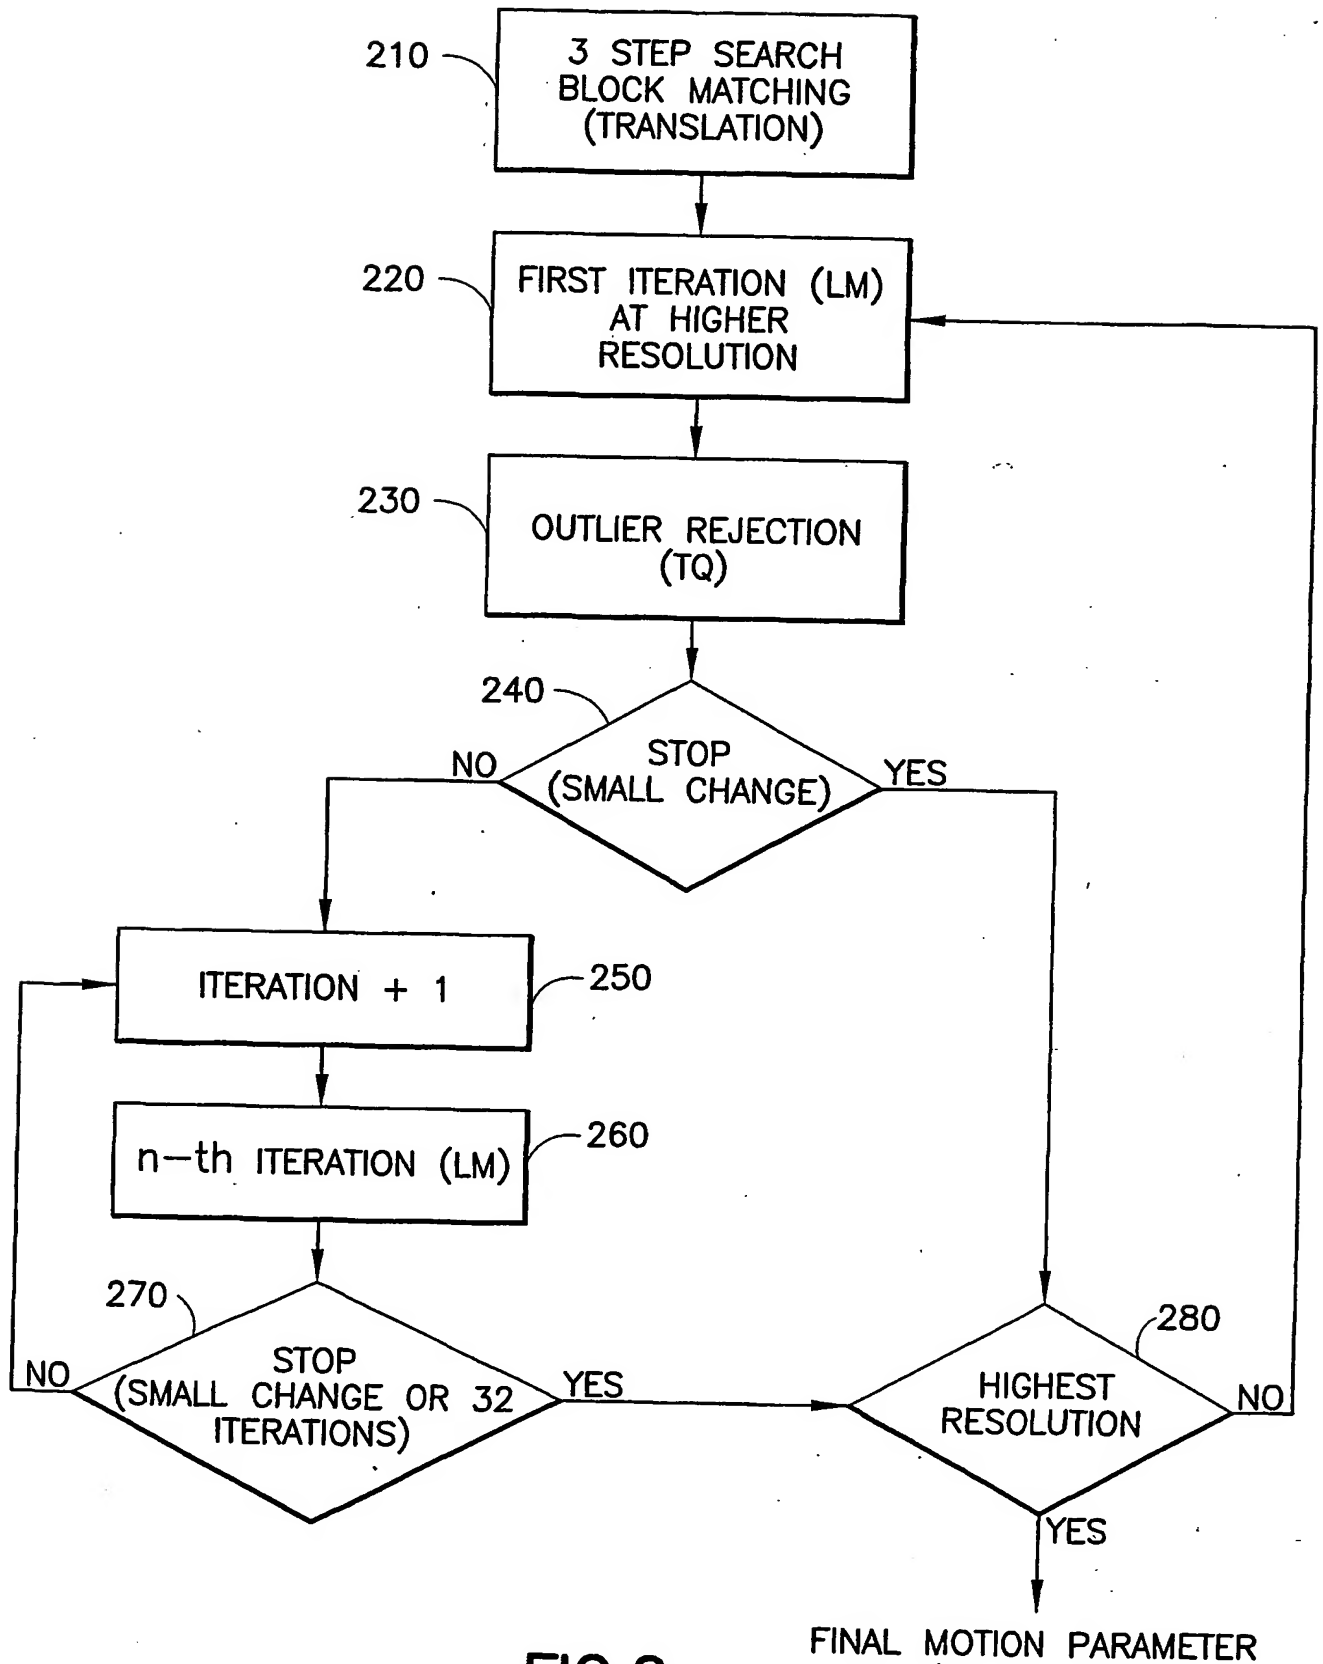 210
3 STEP SEARCH
BLOCK MATCHING
(TRANSLATION)
220
FIRST ITERATION (LM)
AT HIGHER
RESOLUTION
230
OUTLIER REJECTION
(TQ)
240
STOP
(SMALL CHANGE)
NO
YES
ITERATION + 1
250
n-th ITERATION (LM)
260
270
STOP
(SMALL CHANGE OR 32
ITERATIONS)
NO
YES
280
HIGHEST
RESOLUTION
NO
YES
FINAL MOTION PARAMETER